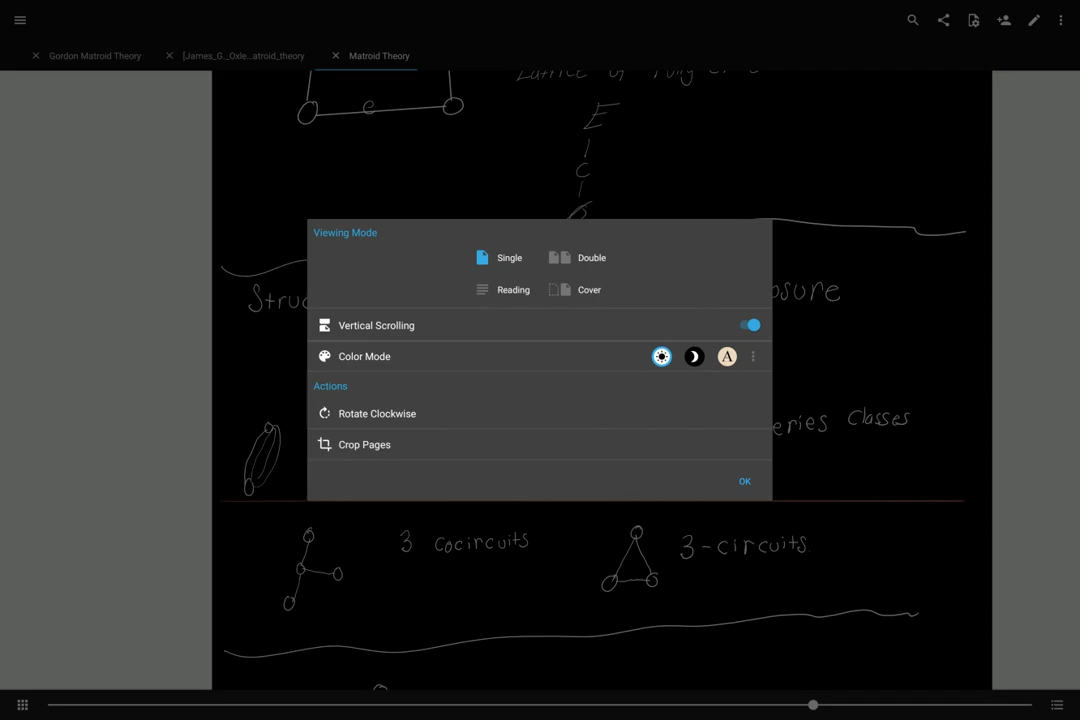 Gordon Matroid Theory
[James_G._Oxle...atroid_theory
Matroid Theory
Lattice of
e
E
C
Viewing Mode
Single
Double
Reading
Cover
Struc
osure
Vertical Scrolling
Color Mode
A
Actions
Rotate Clockwise
eries Classes
Crop Pages
OK
3 cocircuits
3-circuits